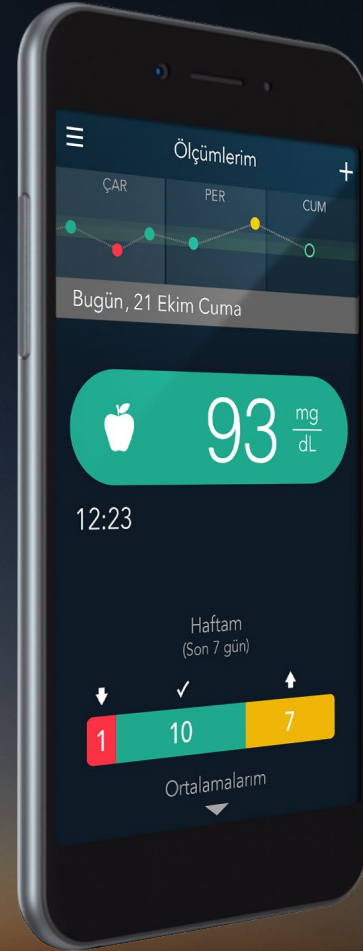 Ölçümlerim
+
ÇAR PER CUM
Bugün, 21 Ekim Cuma
93 mg/dL
12:23
Haftam
(Son 7 gün)
1 10 7
Ortalamalarım